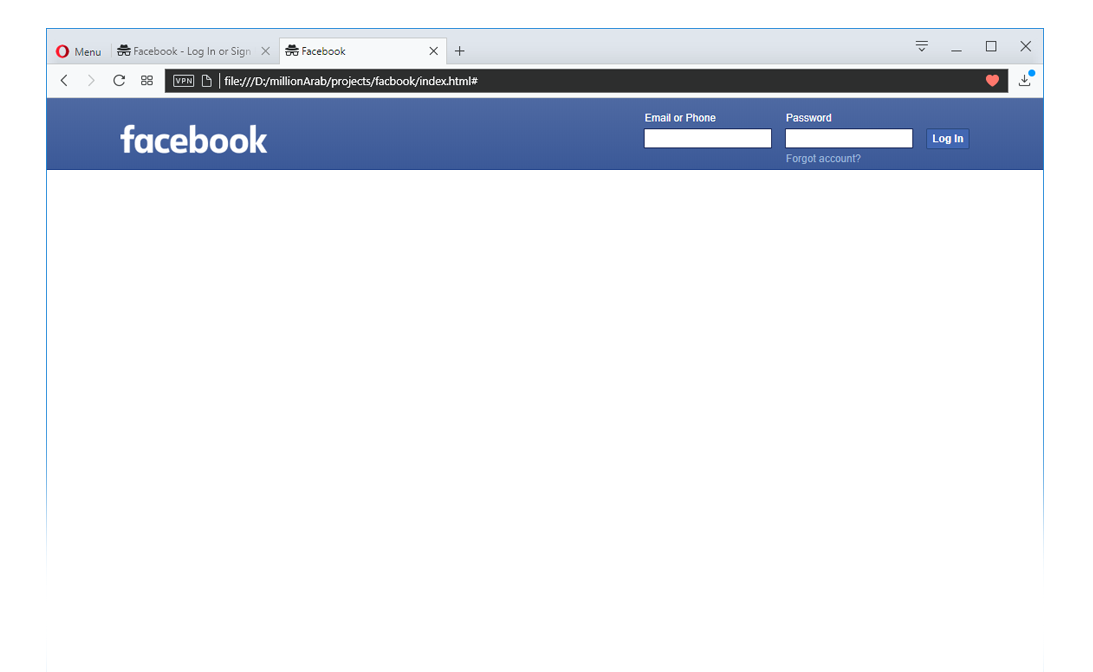 Menu
Facebook - Log In or Sign
Facebook
VPN
file:///D:/millionArab/projects/facbook/index.html#
facebook
Email or Phone
Password
Log In
Forgot account?